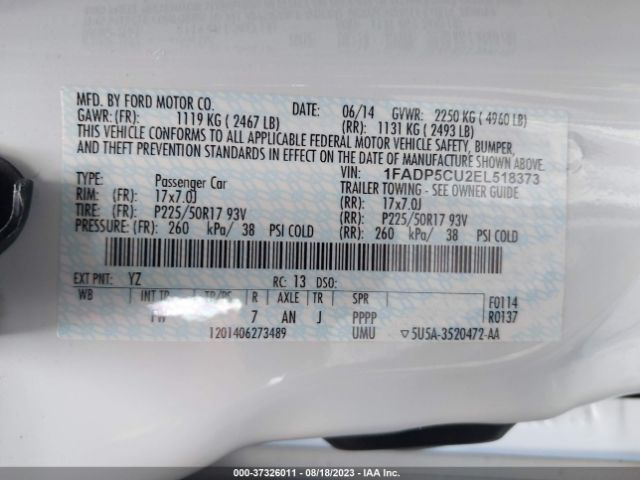 MFD. BY FORD MOTOR CO. DATE: 06/14 GVWR: 2250 KG ( 4960 LB)
GAWR: (FR): 1119 KG ( 2467 LB) (RR): 1131 KG ( 2493 LB)
THIS VEHICLE CONFORMS TO ALL APPLICABLE FEDERAL MOTOR VEHICLE SAFETY, BUMPER,
AND THEFT PREVENTION STANDARDS IN EFFECT ON THE DATE OF MANUFACTURE SHOWN ABOVE.
VIN: 1FADP5CU2EL518373
TYPE: Passenger Car TRAILER TOWING - SEE OWNER GUIDE
RIM: (FR): 17x7.0J (RR): 17x7.0J
TIRE: (FR): P225/50R17 93V (RR): P225/50R17 93V
PRESSURE: (FR): 260 kPa/ 38 PSI COLD (RR): 260 kPa/ 38 PSI COLD
EXT PNT: YZ RC: 13 DSO:
WB INT TR TP/PS R AXLE TR SPR F0114
7 AN J PPPP R0137
1201406273489 UMU ▽5U5A-3520472-AA
000-37326011 - 08/18/2023 - IAA